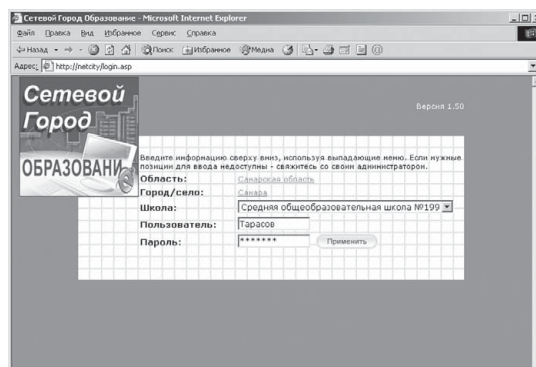 Сетевой Город Образование - Microsoft Internet Explorer
Файл Правка Вид Избранное Сервис Справка
Назад Поиск Избранное Медиа
Адрес: http://netcity/login.asp
Сетевой
Город
ОБРАЗОВАНИ
Версия 1.50
Введите информацию сверху вниз, используя выпадающие меню. Если нужные
позиции для ввода недоступны - свяжитесь со своим администратором.
Область: Самарская область
Город/село: Самара
Школа: Средняя общеобразовательная школа №199
Пользователь: Тарасов
Пароль: *******
Применить